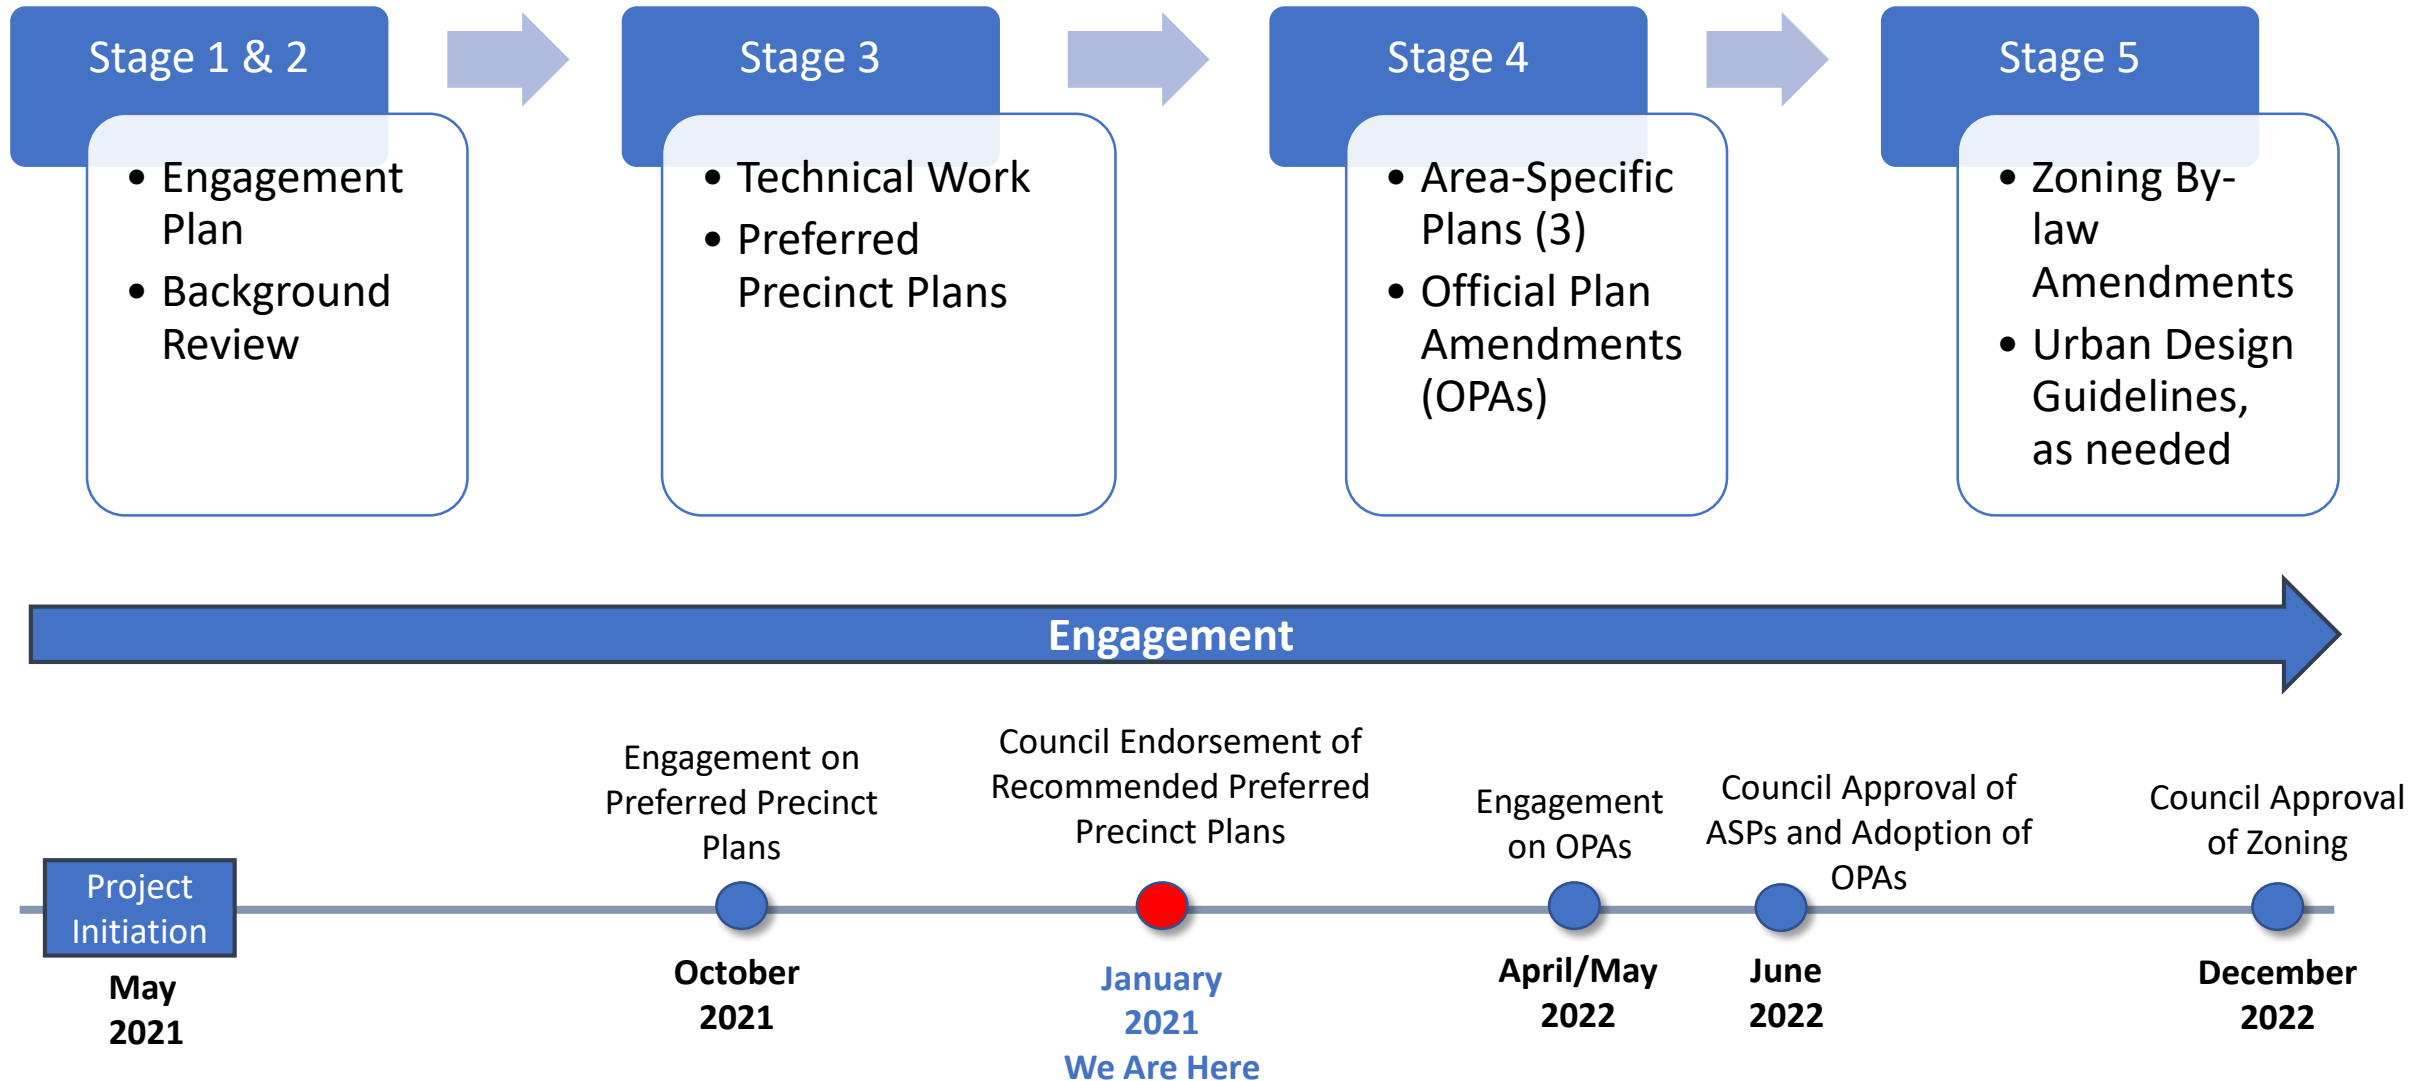 Stage 1 & 2
• Engagement
Plan
• Background
Review
Stage 3
• Technical Work
• Preferred
Precinct Plans
Stage 4
• Area-Specific
Plans (3)
• Official Plan
Amendments
(OPAs)
Stage 5
• Zoning By-
law
Amendments
• Urban Design
Guidelines,
as needed
Engagement
Project
Initiation
May
2021
Engagement on
Preferred Precinct
Plans
October
2021
Council Endorsement of
Recommended Preferred
Precinct Plans
January
2021
We Are Here
Engagement
on OPAs
April/May
2022
Council Approval of
ASPs and Adoption of
OPAs
June
2022
Council Approval
of Zoning
December
2022